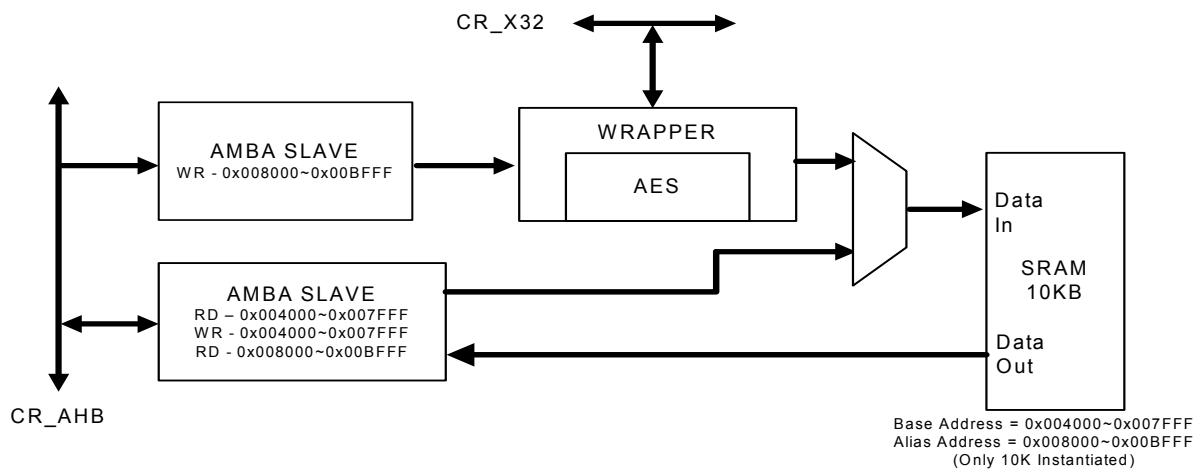 CR_X32
AMBA SLAVE
WR - 0x008000~0x00BFFF
WRAPPER
AES
Data
In
SRAM
10KB
Data
Out
AMBA SLAVE
RD – 0x004000~0x007FFF
WR - 0x004000~0x007FFF
RD - 0x008000~0x00BFFF
CR_AHB
Base Address = 0x004000~0x007FFF
Alias Address = 0x008000~0x00BFFF
(Only 10K Instantiated)